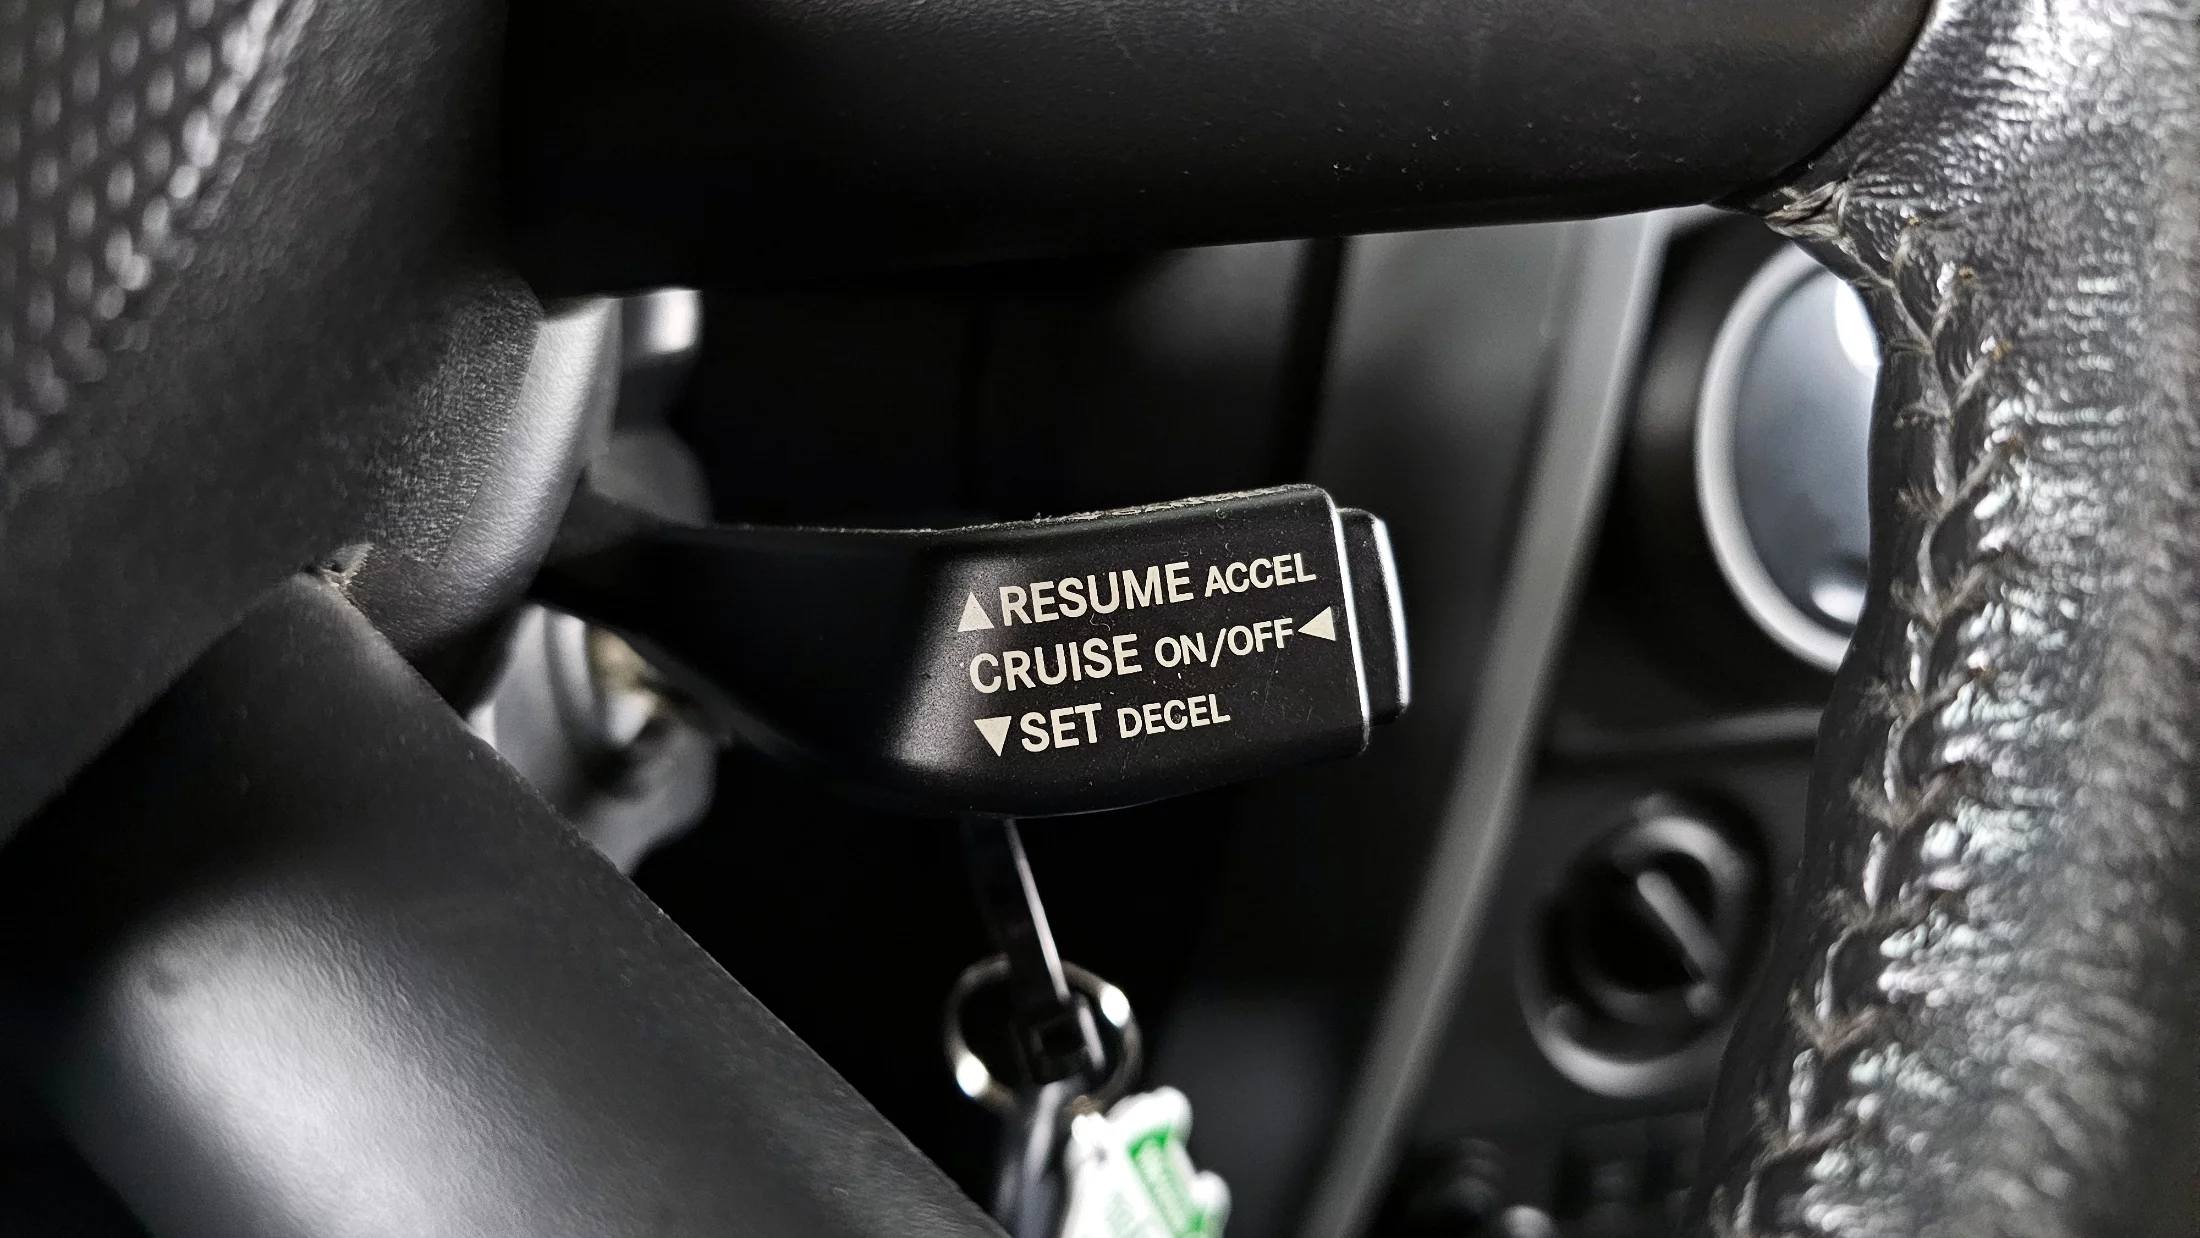 ▲RESUME ACCEL
CRUISE ON/OFF◀
▼SET DECEL